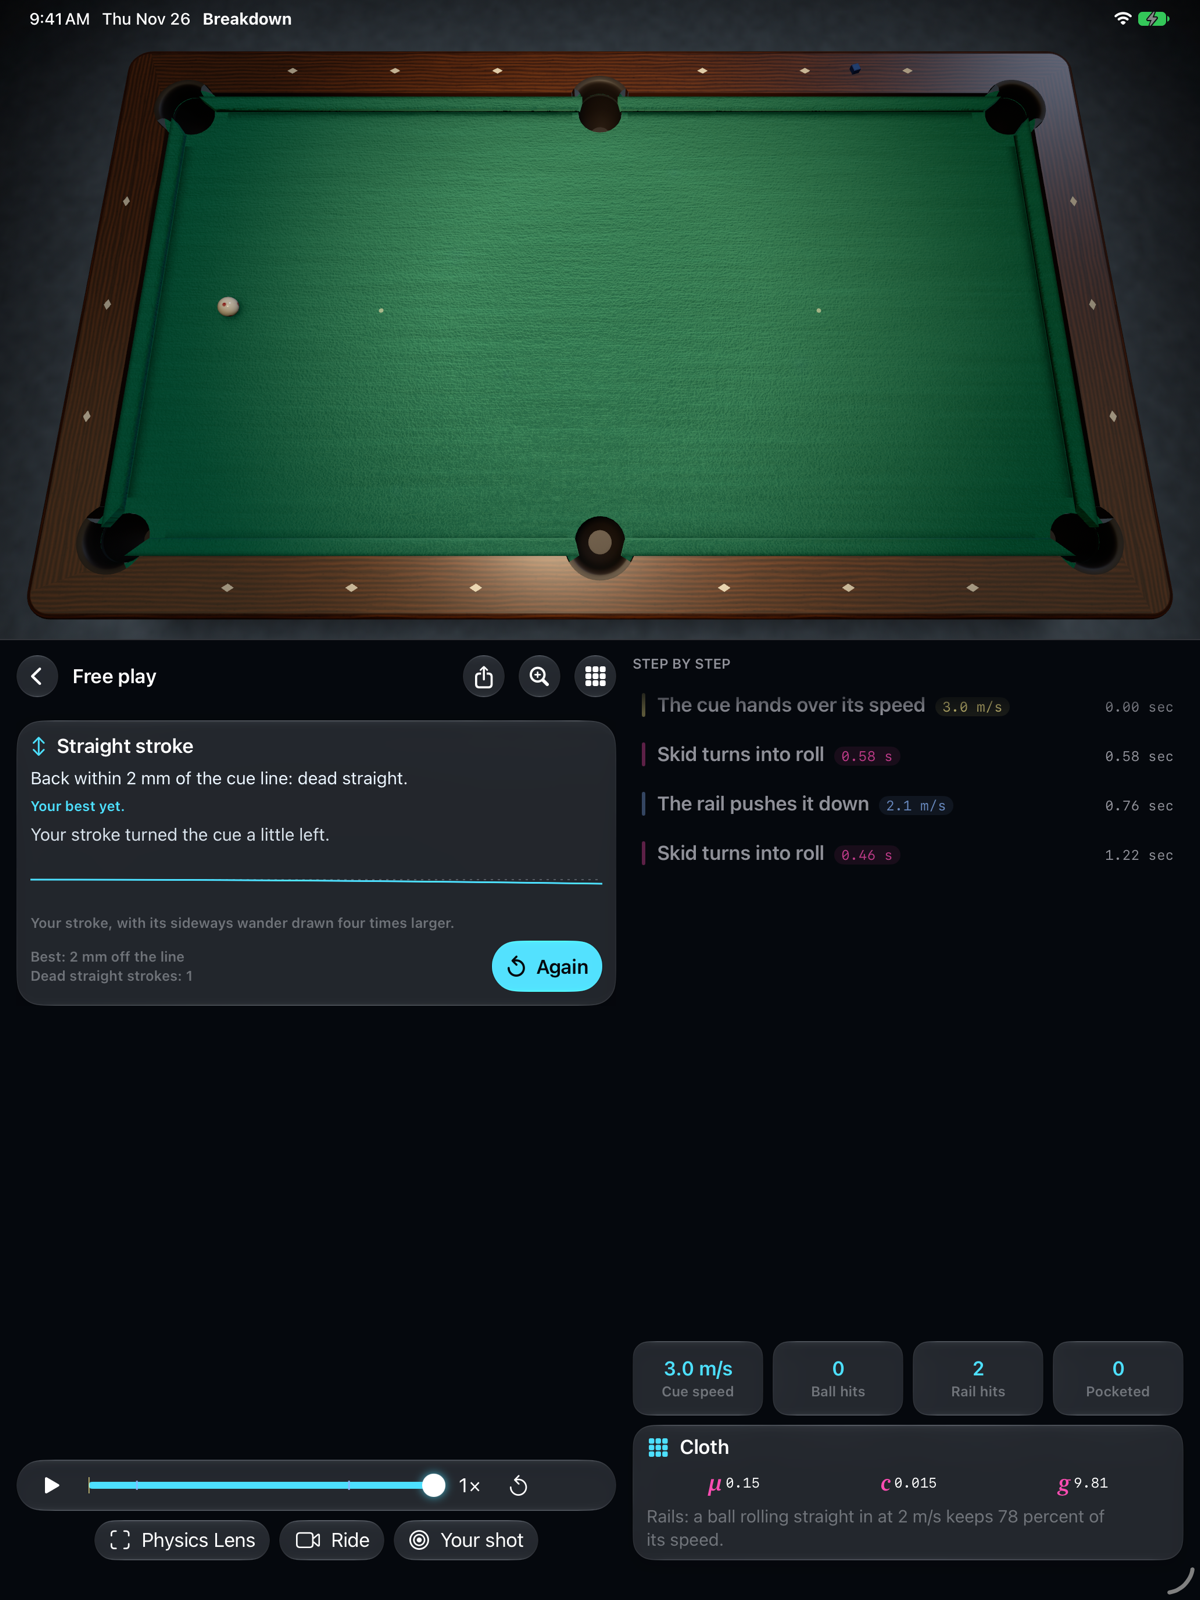 9:41 AM Thu Nov 26 Breakdown
Free play
Straight stroke
Back within 2 mm of the cue line: dead straight.
Your best yet.
Your stroke turned the cue a little left.
Your stroke, with its sideways wander drawn four times larger.
Best: 2 mm off the line
Dead straight strokes: 1
Again
1×
Physics Lens
Ride
Your shot
STEP BY STEP
The cue hands over its speed 3.0 m/s 0.00 sec
Skid turns into roll 0.58 s 0.58 sec
The rail pushes it down 2.1 m/s 0.76 sec
Skid turns into roll 0.46 s 1.22 sec
3.0 m/s
Cue speed
0
Ball hits
2
Rail hits
0
Pocketed
Cloth
μ 0.15 c 0.015 g 9.81
Rails: a ball rolling straight in at 2 m/s keeps 78 percent of
its speed.